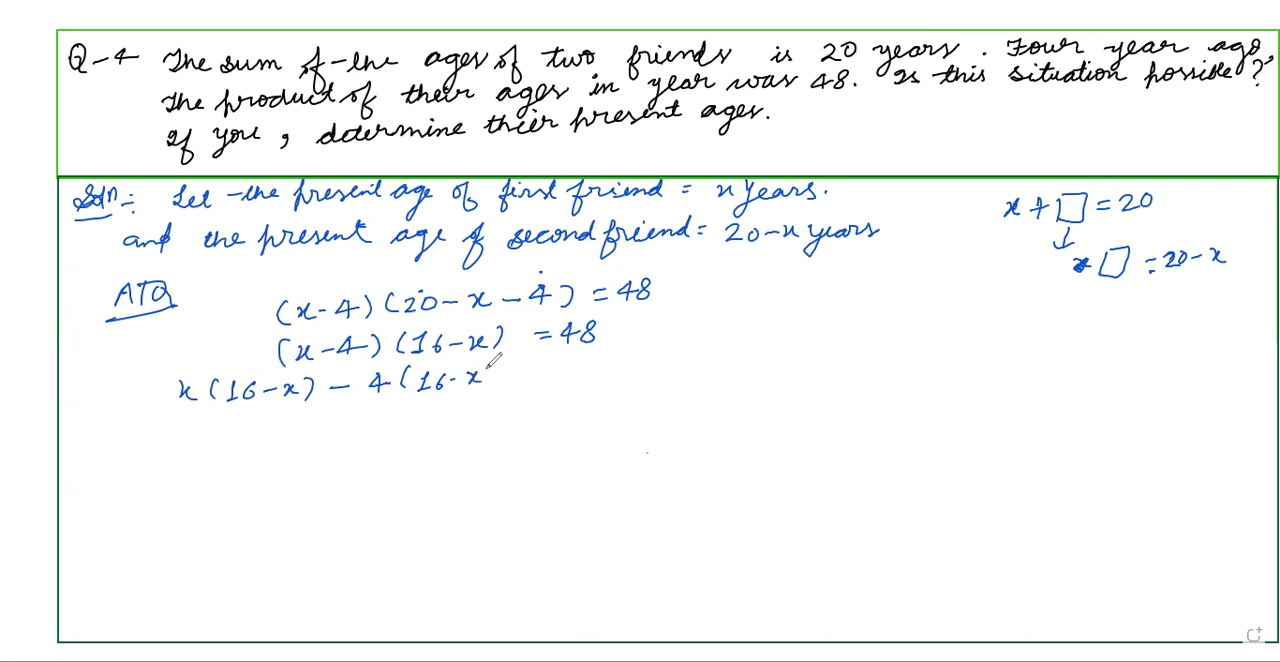 Q-4 The sum of the ages of two friends is 20 years. Four year ago,
The product of their ages in year was 48. Is this situation possible?
If you, determine their present ages.
Soln:- Let the present age of first friend = x years.
and the present age of second friend = 20-x years
x + □ = 20
↓
□ = 20-x
ATQ
(x-4)(20-x-4) = 48
(x-4)(16-x) = 48
x(16-x) - 4(16-x